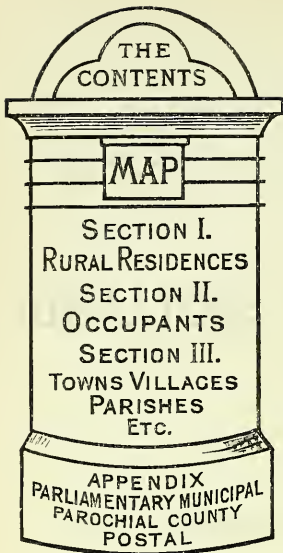 THE
CONTENTS
MAP
SECTION I.
RURAL RESIDENCES
SECTION II.
OCCUPANTS
SECTION III.
TOWNS VILLAGES
PARISHES
ETC.
APPENDIX
PARLIAMENTARY MUNICIPAL
PAROCHIAL COUNTY
POSTAL